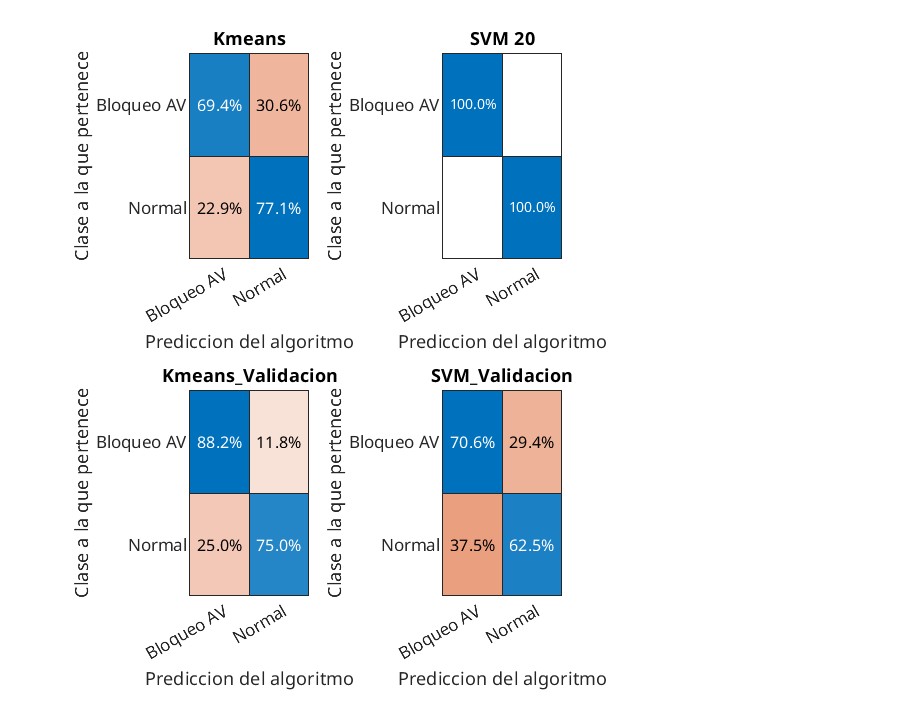 Kmeans
Clase a la que pertenece
Bloqueo AV
69.4%
30.6%
Normal
22.9%
77.1%
Bloqueo AV
Normal
Prediccion del algoritmo
SVM 20
Clase a la que pertenece
Bloqueo AV
100.0%
Normal
100.0%
Bloqueo AV
Normal
Prediccion del algoritmo
Kmeans_Validacion
Clase a la que pertenece
Bloqueo AV
88.2%
11.8%
Normal
25.0%
75.0%
Bloqueo AV
Normal
Prediccion del algoritmo
SVM_Validacion
Clase a la que pertenece
Bloqueo AV
70.6%
29.4%
Normal
37.5%
62.5%
Bloqueo AV
Normal
Prediccion del algoritmo